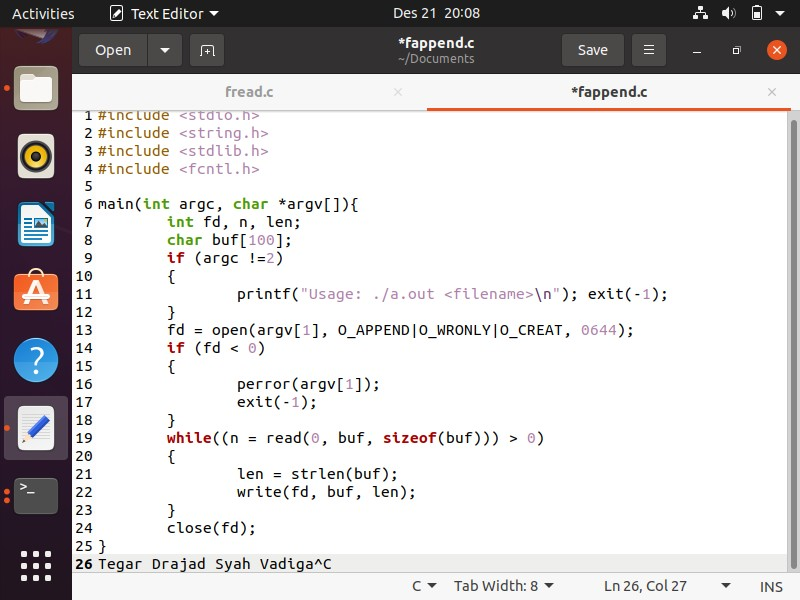 Activities Text Editor Des 21 20:08
Open *fappend.c Save
~/Documents
fread.c *fappend.c
1 #include <stdio.h>
2 #include <string.h>
3 #include <stdlib.h>
4 #include <fcntl.h>
5
6 main(int argc, char *argv[]){
7 int fd, n, len;
8 char buf[100];
9 if (argc !=2)
10 {
11 printf("Usage: ./a.out <filename>\n"); exit(-1);
12 }
13 fd = open(argv[1], O_APPEND|O_WRONLY|O_CREAT, 0644);
14 if (fd < 0)
15 {
16 perror(argv[1]);
17 exit(-1);
18 }
19 while((n = read(0, buf, sizeof(buf))) > 0)
20 {
21 len = strlen(buf);
22 write(fd, buf, len);
23 }
24 close(fd);
25 }
26 Tegar Drajad Syah Vadiga^C
C Tab Width: 8 Ln 26, Col 27 INS